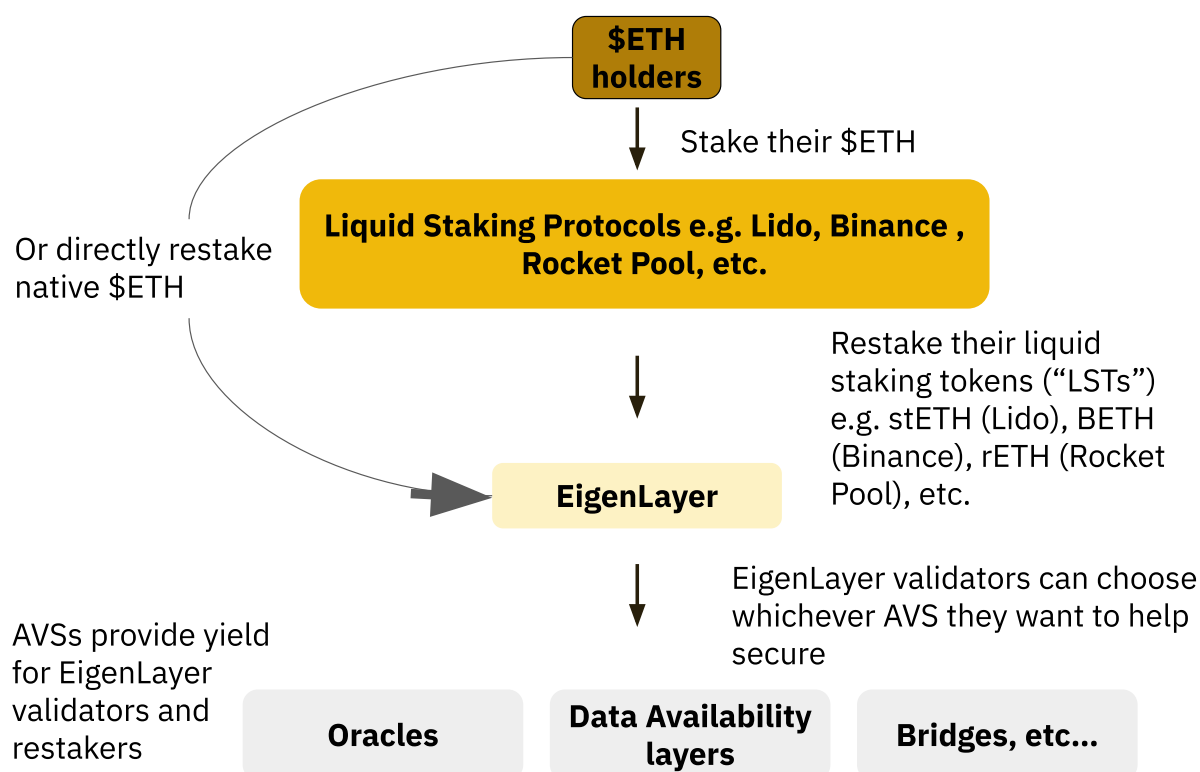 $ETH
holders
Stake their $ETH
Liquid Staking Protocols e.g. Lido, Binance ,
Rocket Pool, etc.
Or directly restake
native $ETH
Restake their liquid
staking tokens (“LSTs”)
e.g. stETH (Lido), BETH
(Binance), rETH (Rocket
Pool), etc.
EigenLayer
EigenLayer validators can choose
whichever AVS they want to help
secure
AVSs provide yield
for EigenLayer
validators and
restakers
Oracles
Data Availability
layers
Bridges, etc...